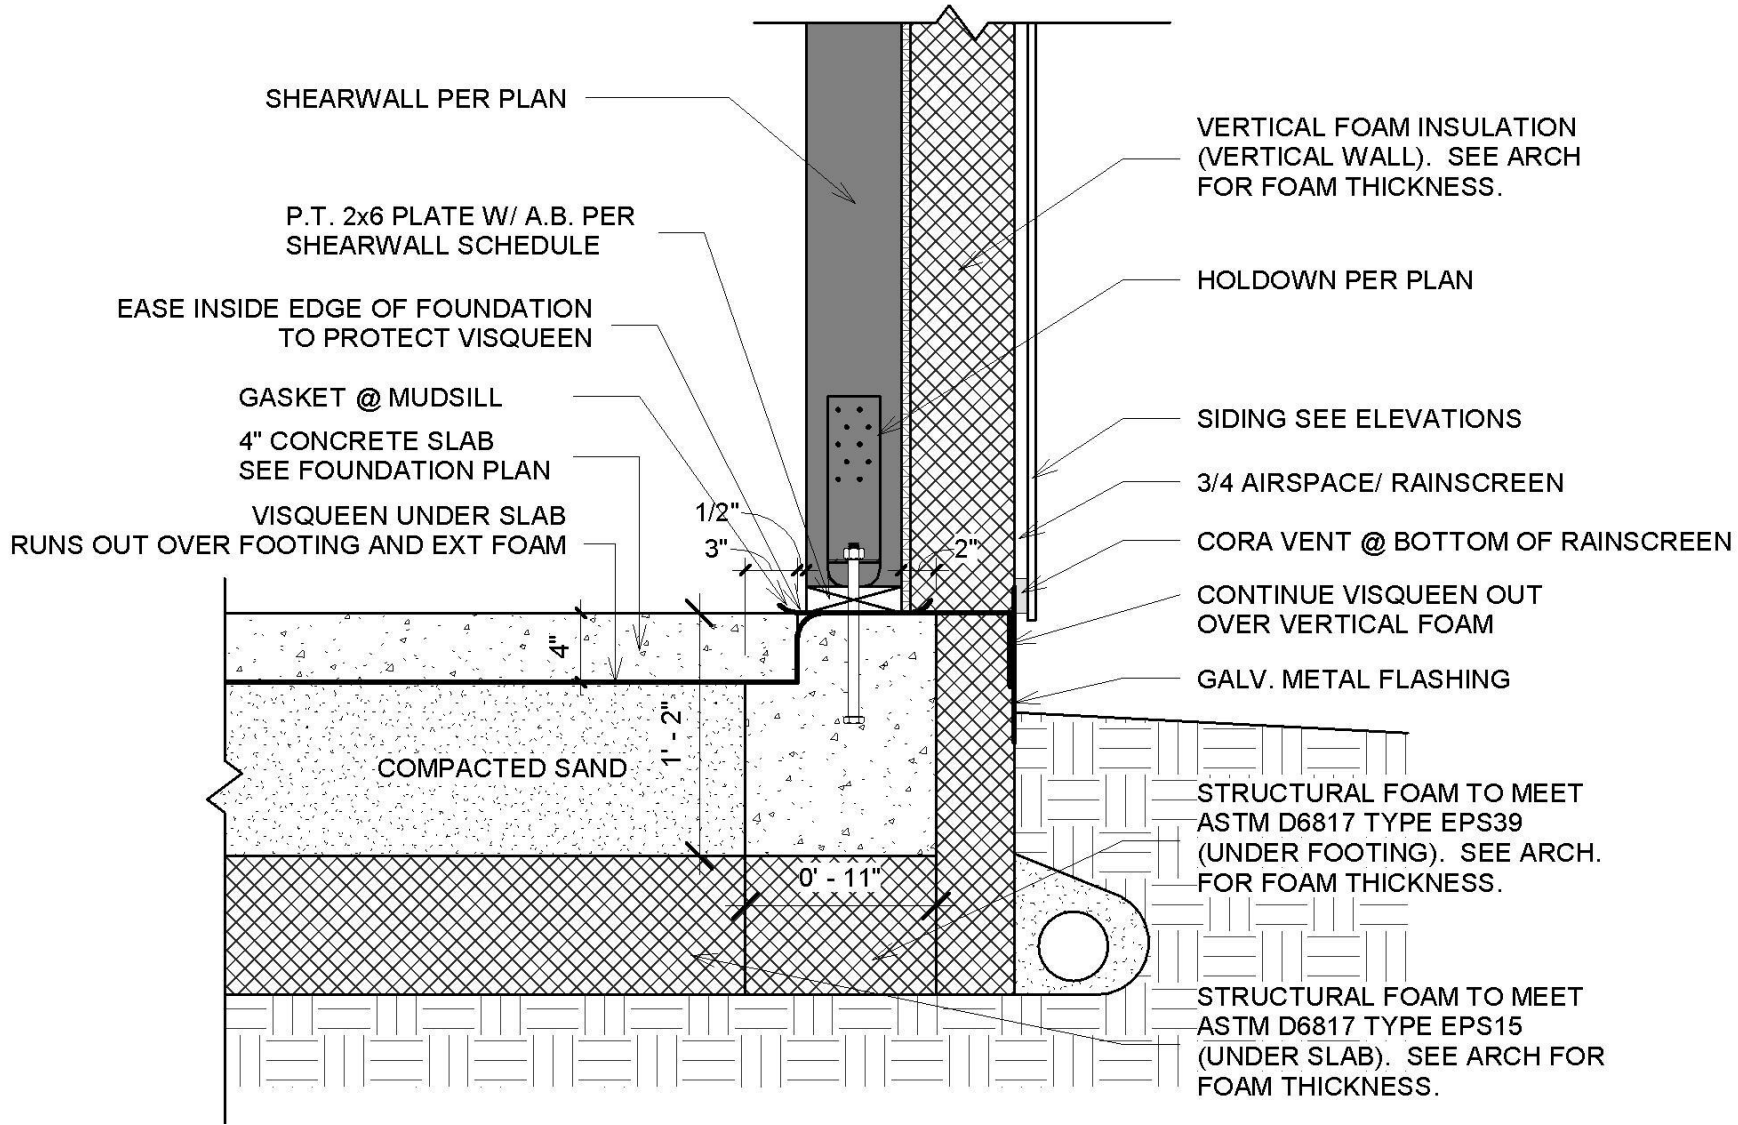 SHEARWALL PER PLAN
P.T. 2x6 PLATE W/ A.B. PER
SHEARWALL SCHEDULE
EASE INSIDE EDGE OF FOUNDATION
TO PROTECT VISQUEEN
GASKET @ MUDSILL
4" CONCRETE SLAB
SEE FOUNDATION PLAN
VISQUEEN UNDER SLAB
RUNS OUT OVER FOOTING AND EXT FOAM
1/2"
3"
2"
4"
1' - 2"
COMPACTED SAND
0' - 11"
VERTICAL FOAM INSULATION
(VERTICAL WALL). SEE ARCH
FOR FOAM THICKNESS.
HOLDOWN PER PLAN
SIDING SEE ELEVATIONS
3/4 AIRSPACE/ RAINSCREEN
CORA VENT @ BOTTOM OF RAINSCREEN
CONTINUE VISQUEEN OUT
OVER VERTICAL FOAM
GALV. METAL FLASHING
STRUCTURAL FOAM TO MEET
ASTM D6817 TYPE EPS39
(UNDER FOOTING). SEE ARCH.
FOR FOAM THICKNESS.
STRUCTURAL FOAM TO MEET
ASTM D6817 TYPE EPS15
(UNDER SLAB). SEE ARCH FOR
FOAM THICKNESS.